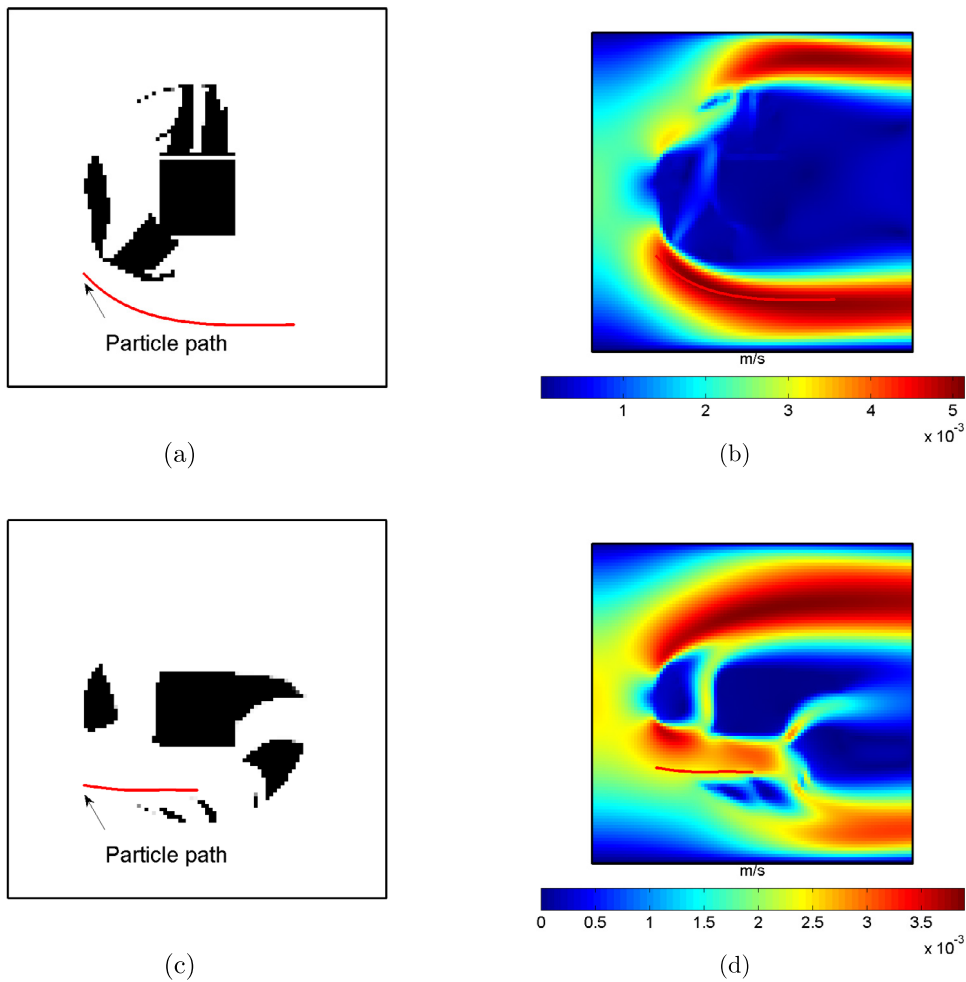 Particle path
m/s
1 2 3 4 5
x 10^-3
(a)
(b)
Particle path
m/s
0 0.5 1 1.5 2 2.5 3 3.5
x 10^-3
(c)
(d)